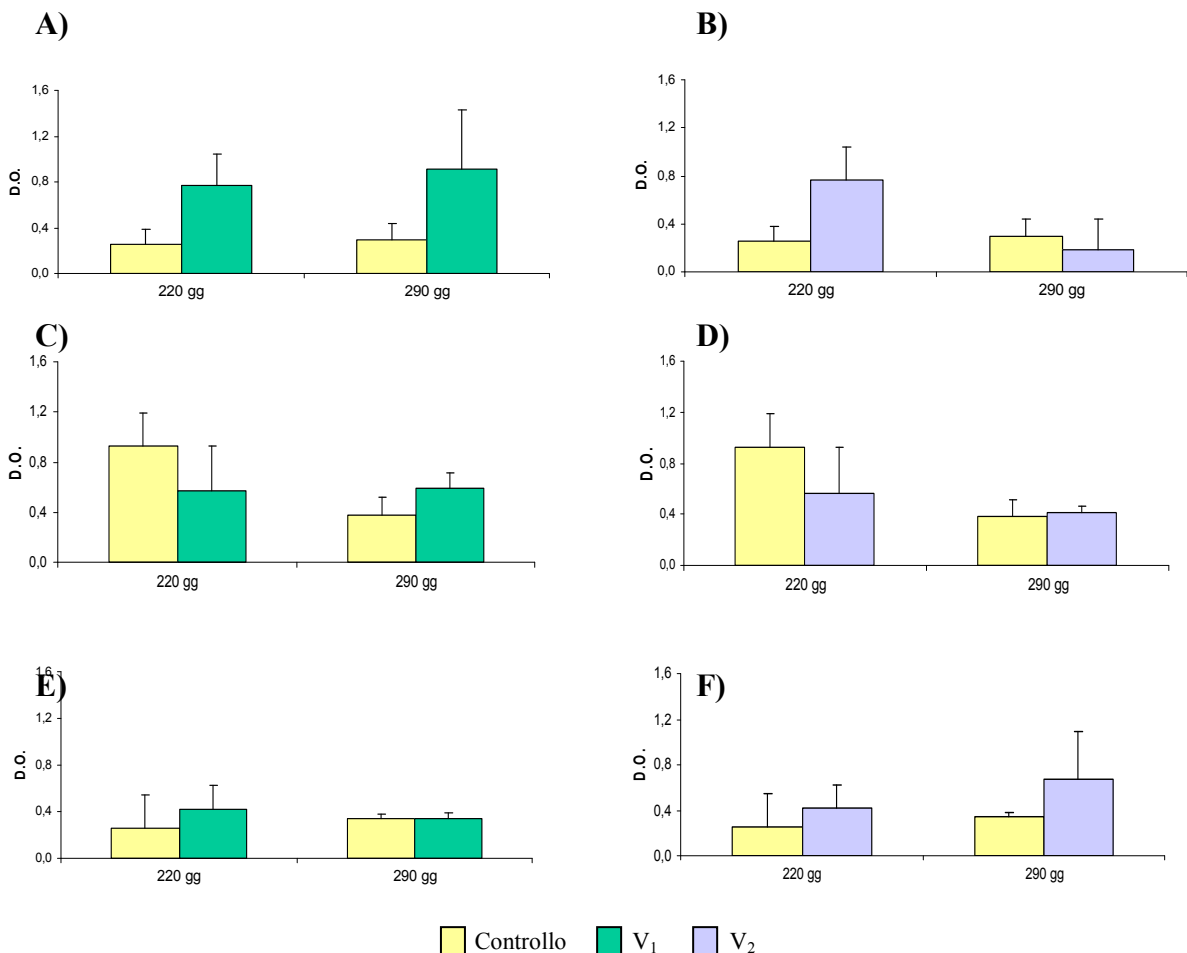 A)
1,6
1,2
0,8
0,4
0,0
D.O.
220 gg
290 gg
B)
1,6
1,2
0,8
0,4
0,0
D.O.
220 gg
290 gg
C)
1,6
1,2
0,8
0,4
0,0
D.O.
220 gg
290 gg
D)
1,6
1,2
0,8
0,4
0,0
D.O.
220 gg
290 gg
E)
1,6
1,2
0,8
0,4
0,0
D.O.
220 gg
290 gg
F)
1,6
1,2
0,8
0,4
0,0
D.O.
220 gg
290 gg
Controllo V₁ V₂